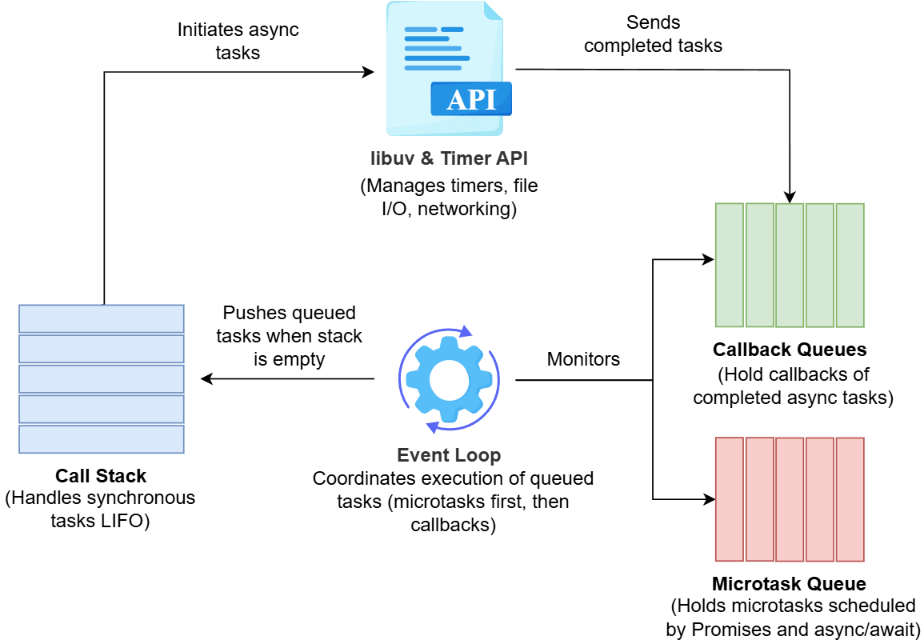 Initiates async
tasks
API
Sends
completed tasks
libuv & Timer API
(Manages timers, file
I/O, networking)
Pushes queued
tasks when stack
is empty
Monitors
Callback Queues
(Hold callbacks of
completed async tasks)
Call Stack
(Handles synchronous
tasks LIFO)
Event Loop
Coordinates execution of queued
tasks (microtasks first, then
callbacks)
Microtask Queue
(Holds microtasks scheduled
by Promises and async/await)